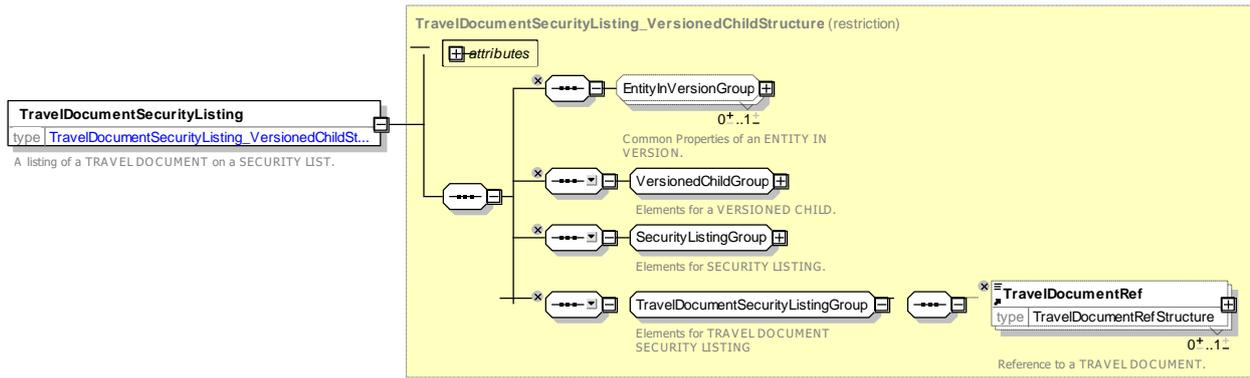 TravelDocumentSecurityListing_VersionedChildStructure (restriction)
attributes
EntityInVersionGroup
0..1
Common Properties of an ENTITY IN
VERSION.
TravelDocumentSecurityListing
type TravelDocumentSecurityListing_VersionedChildSt...
A listing of a TRAVEL DOCUMENT on a SECURITY LIST.
VersionedChildGroup
Elements for a VERSIONED CHILD.
SecurityListingGroup
Elements for SECURITY LISTING.
TravelDocumentSecurityListingGroup
Elements for TRAVEL DOCUMENT
SECURITY LISTING
TravelDocumentRef
type TravelDocumentRefStructure
0..1
Reference to a TRAVEL DOCUMENT.